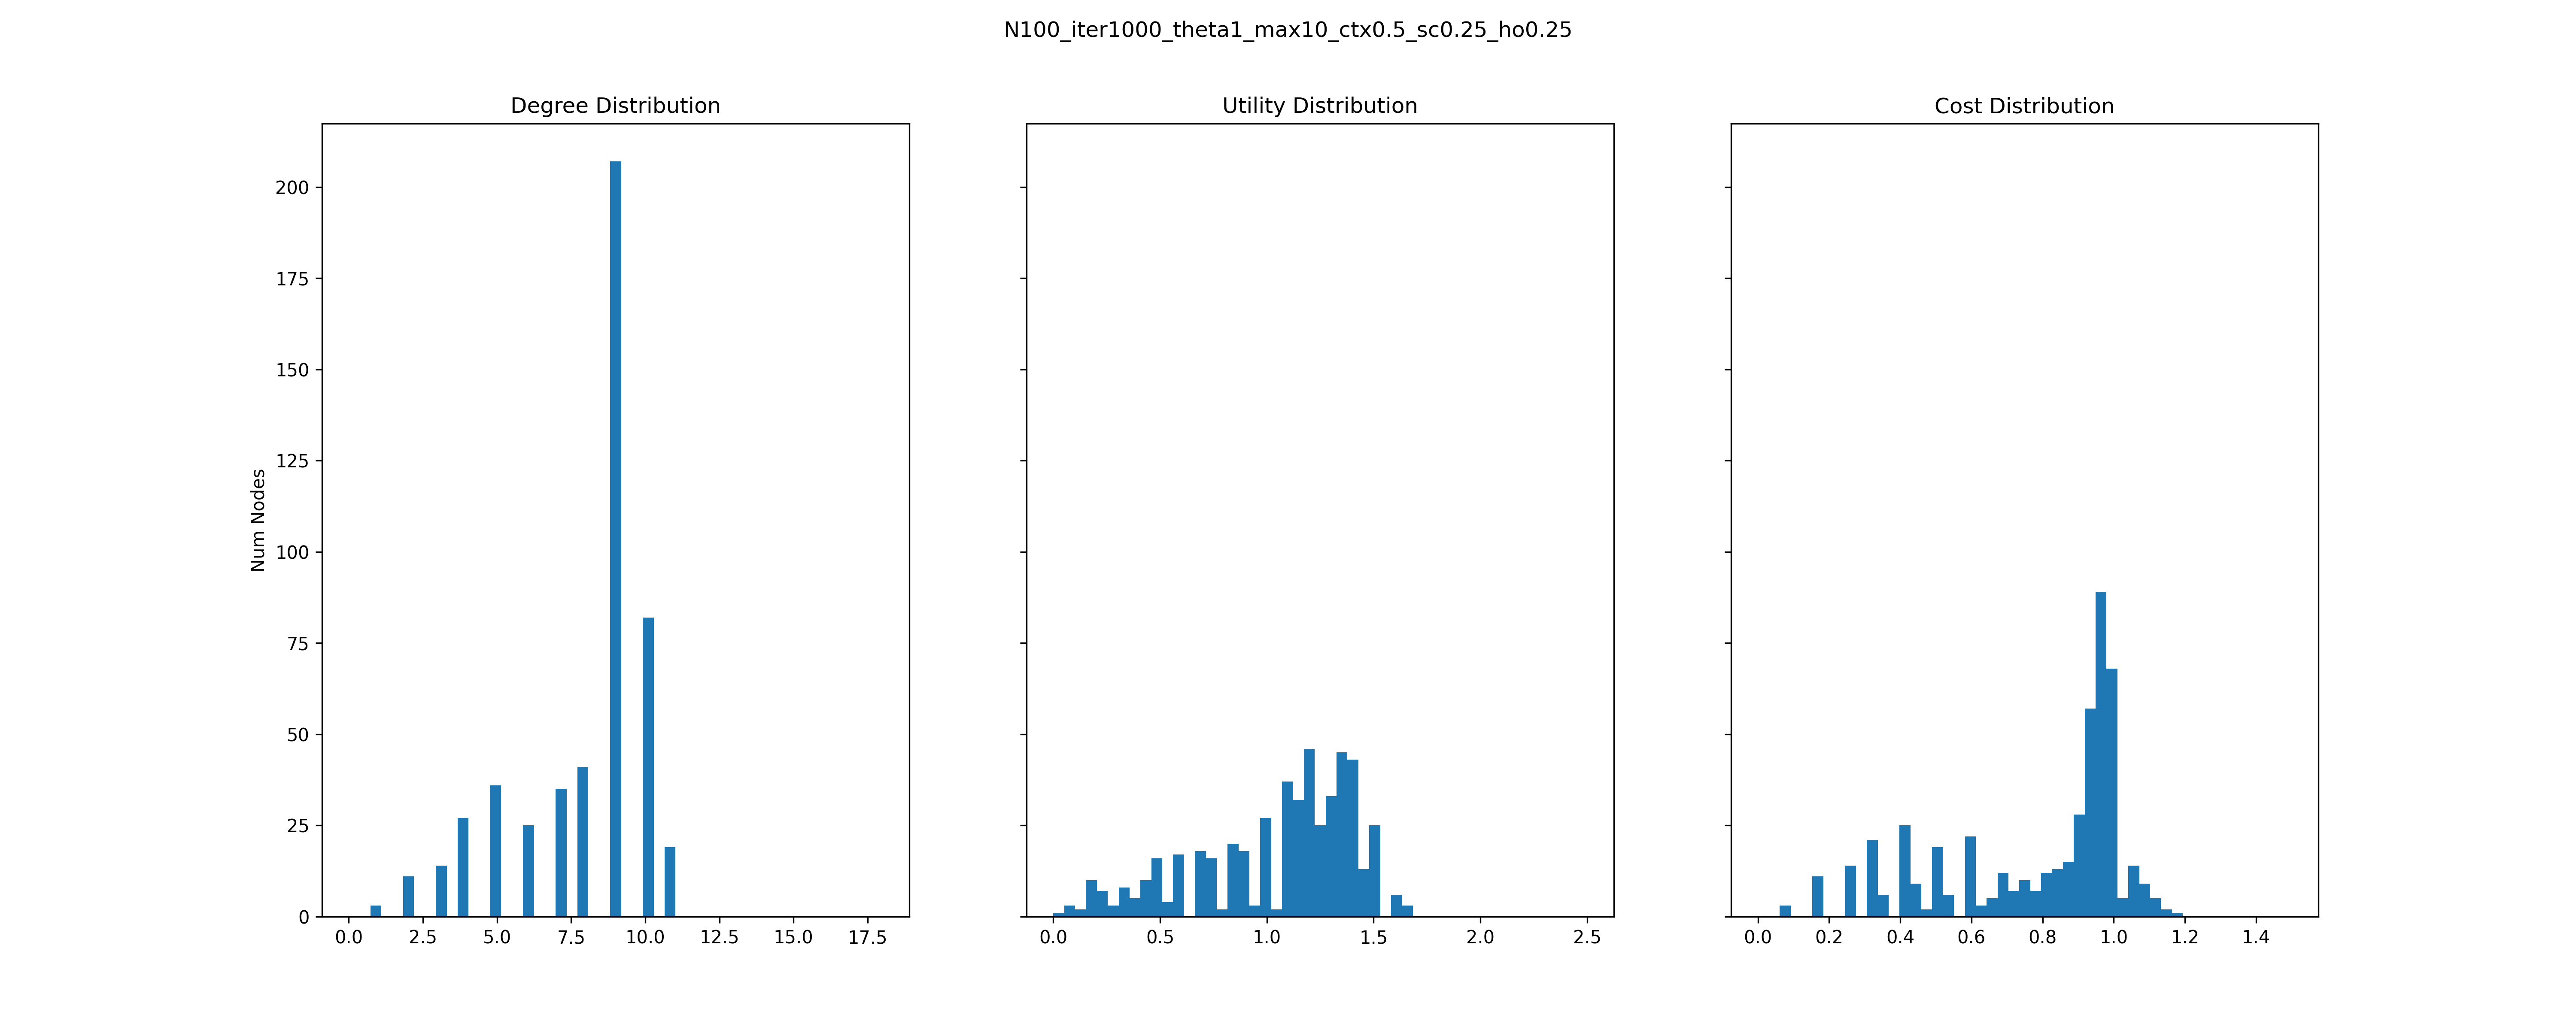 N100_iter1000_theta1_max10_ctx0.5_sc0.25_ho0.25
Degree Distribution
Utility Distribution
Cost Distribution
Num Nodes
200
175
150
125
100
75
50
25
0
0.0 2.5 5.0 7.5 10.0 12.5 15.0 17.5
0.0 0.5 1.0 1.5 2.0 2.5
0.0 0.2 0.4 0.6 0.8 1.0 1.2 1.4